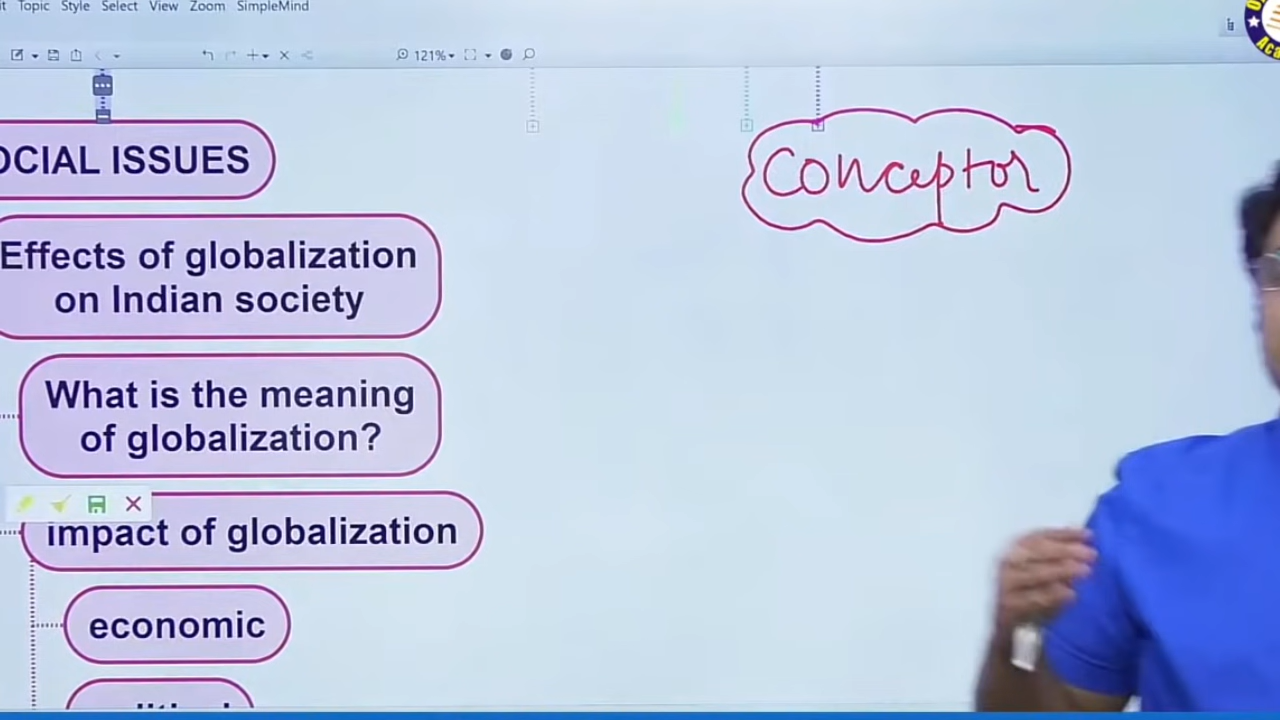 Topic Style Select View Zoom SimpleMind
121%
OCIAL ISSUES
Conceptor
Effects of globalization
on Indian society
What is the meaning
of globalization?
impact of globalization
economic